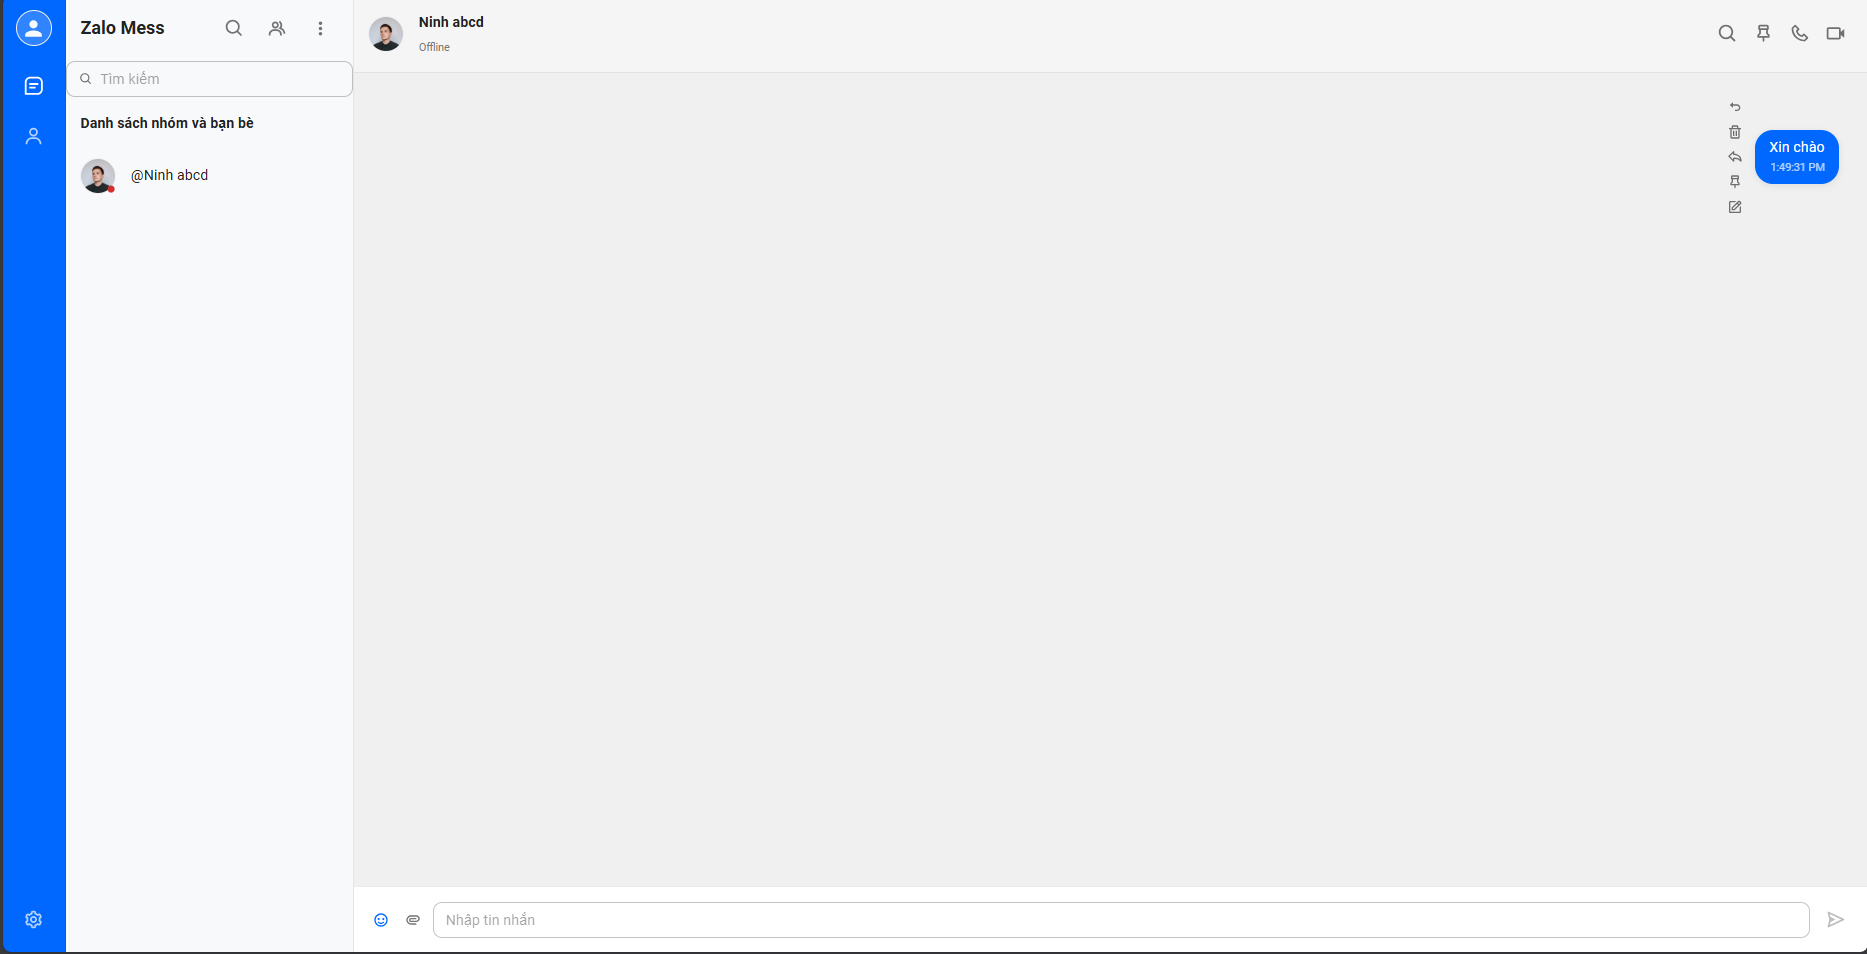 Zalo Mess
Tìm kiếm
Danh sách nhóm và bạn bè
@Ninh abcd
Ninh abcd
Offline
Xin chào
1:49:31 PM
Nhập tin nhắn